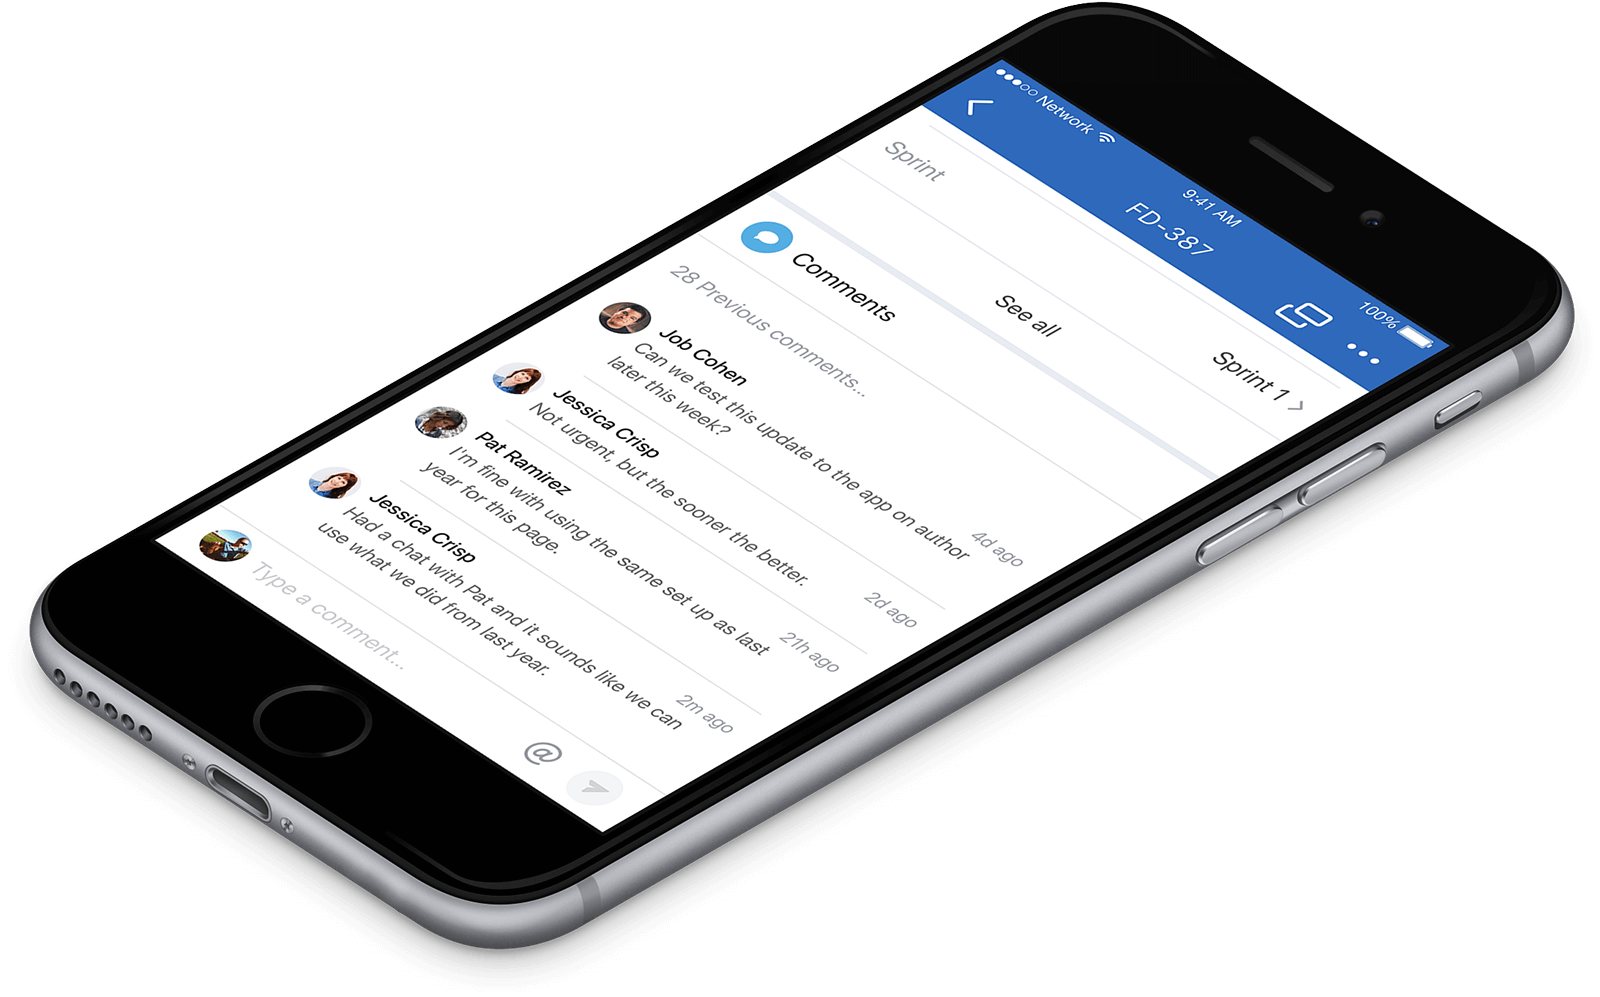 Network
9:41 AM
100%
FD-387
Sprint
Sprint 1
Comments
See all
28 Previous comments...
Job Cohen
4d ago
Can we test this update to the app on author
later this week?
Jessica Crisp
2d ago
Not urgent, but the sooner the better.
Pat Ramirez
21h ago
I'm fine with using the same set up as last
year for this page.
Jessica Crisp
2m ago
Had a chat with Pat and it sounds like we can
use what we did from last year.
Type a comment...
@